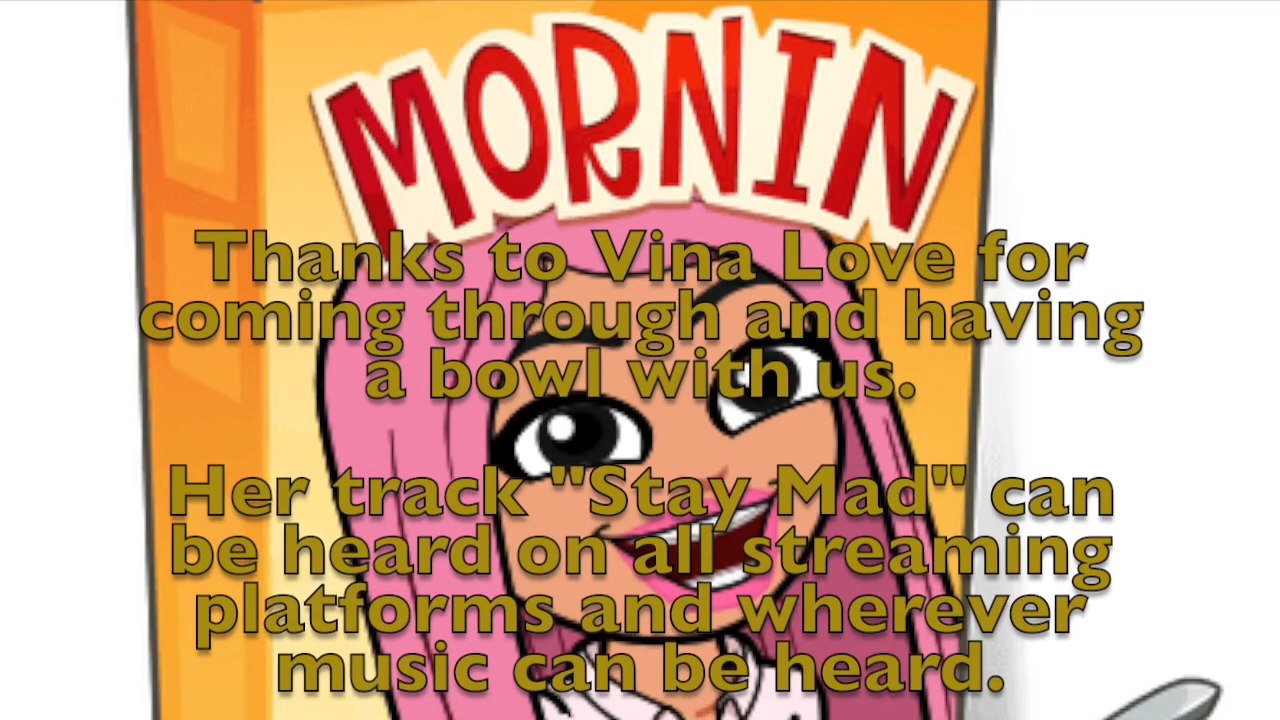 MORNIN
Thanks to Vina Love for
coming through and having
a bowl with us.
Her track "Stay Mad" can
be heard on all streaming
platforms and wherever
music can be heard.